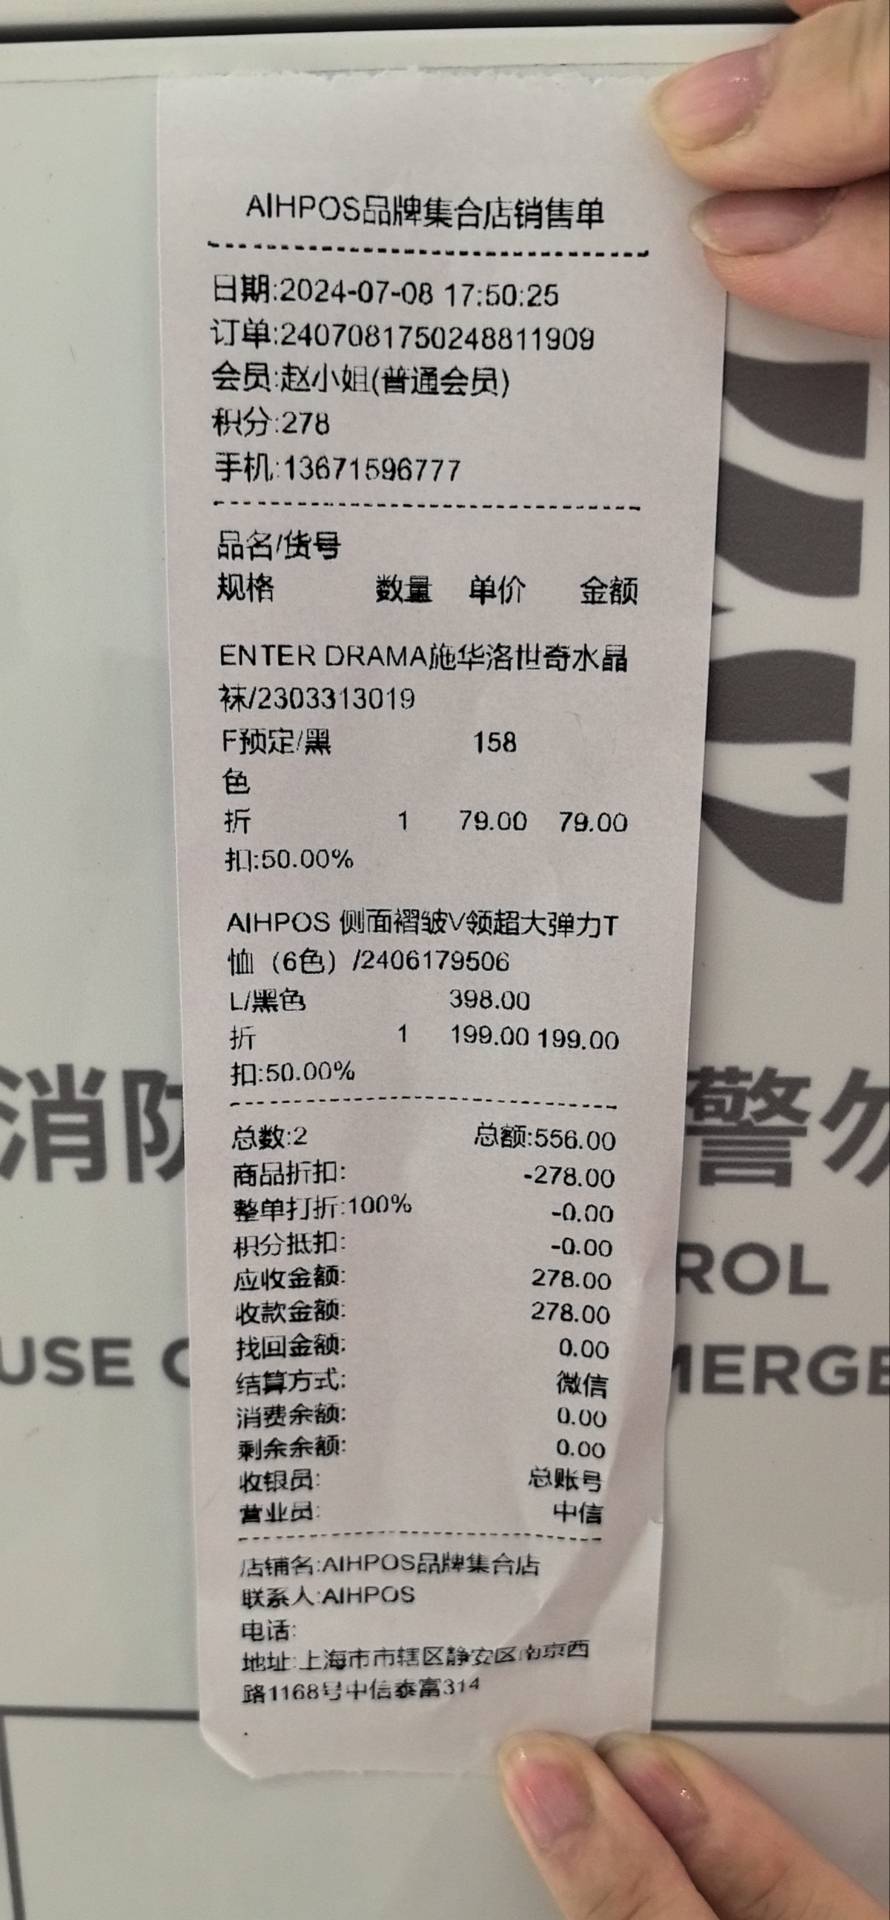 AIHPOS品牌集合店销售单
日期:2024-07-08 17:50:25
订单:2407081750248811909
会员:赵小姐(普通会员)
积分:278
手机:13671596777
品名/货号
规格 数量 单价 金额
ENTER DRAMA施华洛世奇水晶
袜/2303313019
F预定/黑 158
色
折 1 79.00 79.00
扣:50.00%
AIHPOS 侧面褶皱V领超大弹力T
恤（6色）/2406179506
L/黑色 398.00
折 1 199.00 199.00
扣:50.00%
总数:2 总额:556.00
商品折扣: -278.00
整单打折:100% -0.00
积分抵扣: -0.00
应收金额: 278.00
收款金额: 278.00
找回金额: 0.00
结算方式: 微信
消费余额: 0.00
剩余余额: 0.00
收银员: 总账号
营业员: 中信
店铺名:AIHPOS品牌集合店
联系人:AIHPOS
电话:
地址:上海市市辖区静安区南京西
路1168号中信泰富314
消防 警勿
ROL
USE MERGE